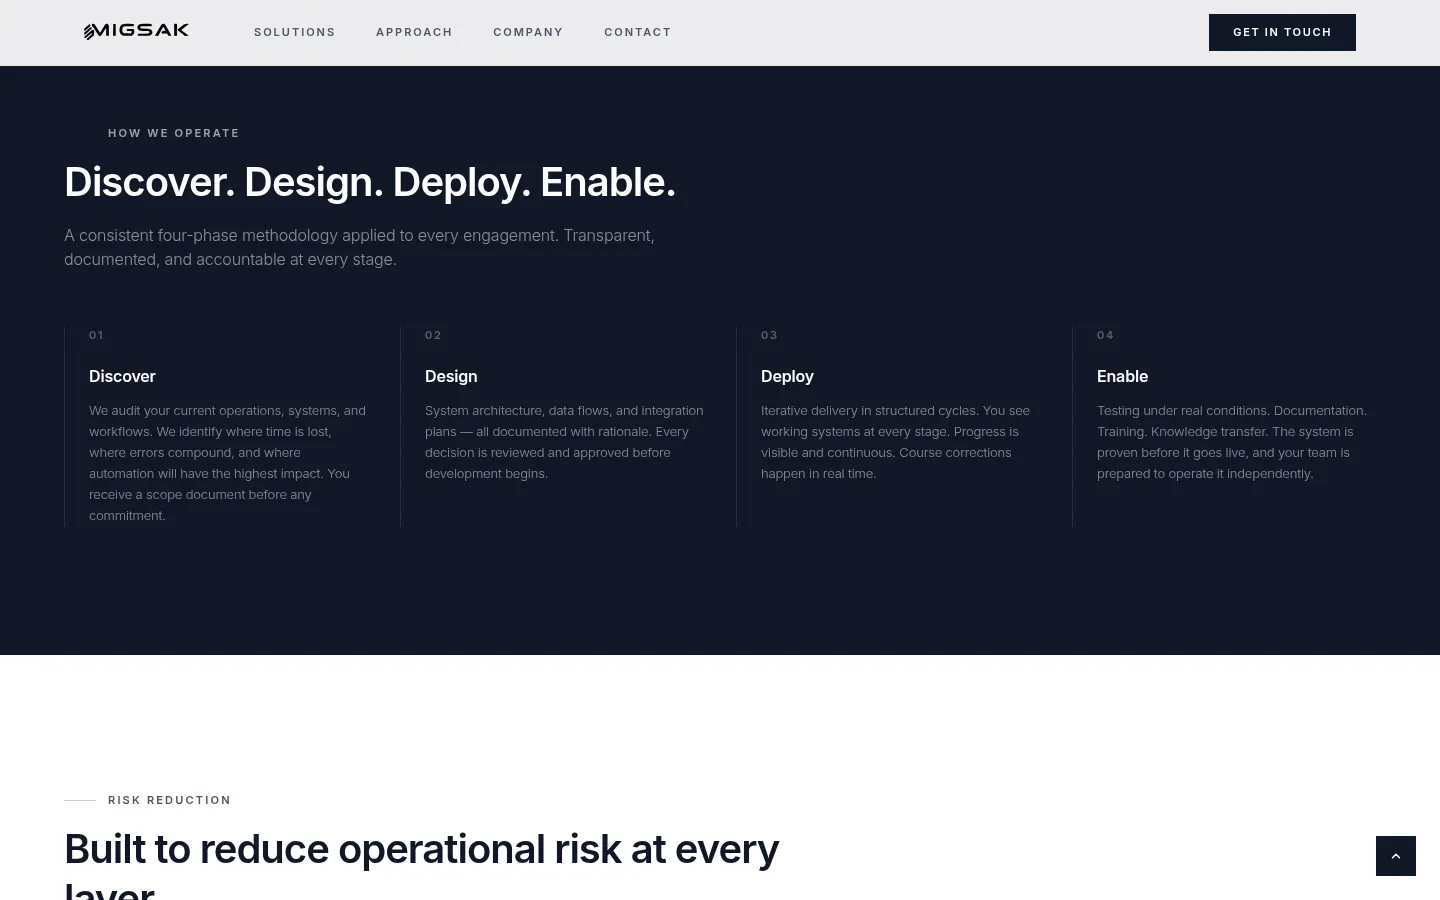 MIGSAK
SOLUTIONS
APPROACH
COMPANY
CONTACT
GET IN TOUCH
HOW WE OPERATE
Discover. Design. Deploy. Enable.
A consistent four-phase methodology applied to every engagement. Transparent,
documented, and accountable at every stage.
01
Discover
We audit your current operations, systems, and
workflows. We identify where time is lost,
where errors compound, and where
automation will have the highest impact. You
receive a scope document before any
commitment.
02
Design
System architecture, data flows, and integration
plans — all documented with rationale. Every
decision is reviewed and approved before
development begins.
03
Deploy
Iterative delivery in structured cycles. You see
working systems at every stage. Progress is
visible and continuous. Course corrections
happen in real time.
04
Enable
Testing under real conditions. Documentation.
Training. Knowledge transfer. The system is
proven before it goes live, and your team is
prepared to operate it independently.
RISK REDUCTION
Built to reduce operational risk at every
layer